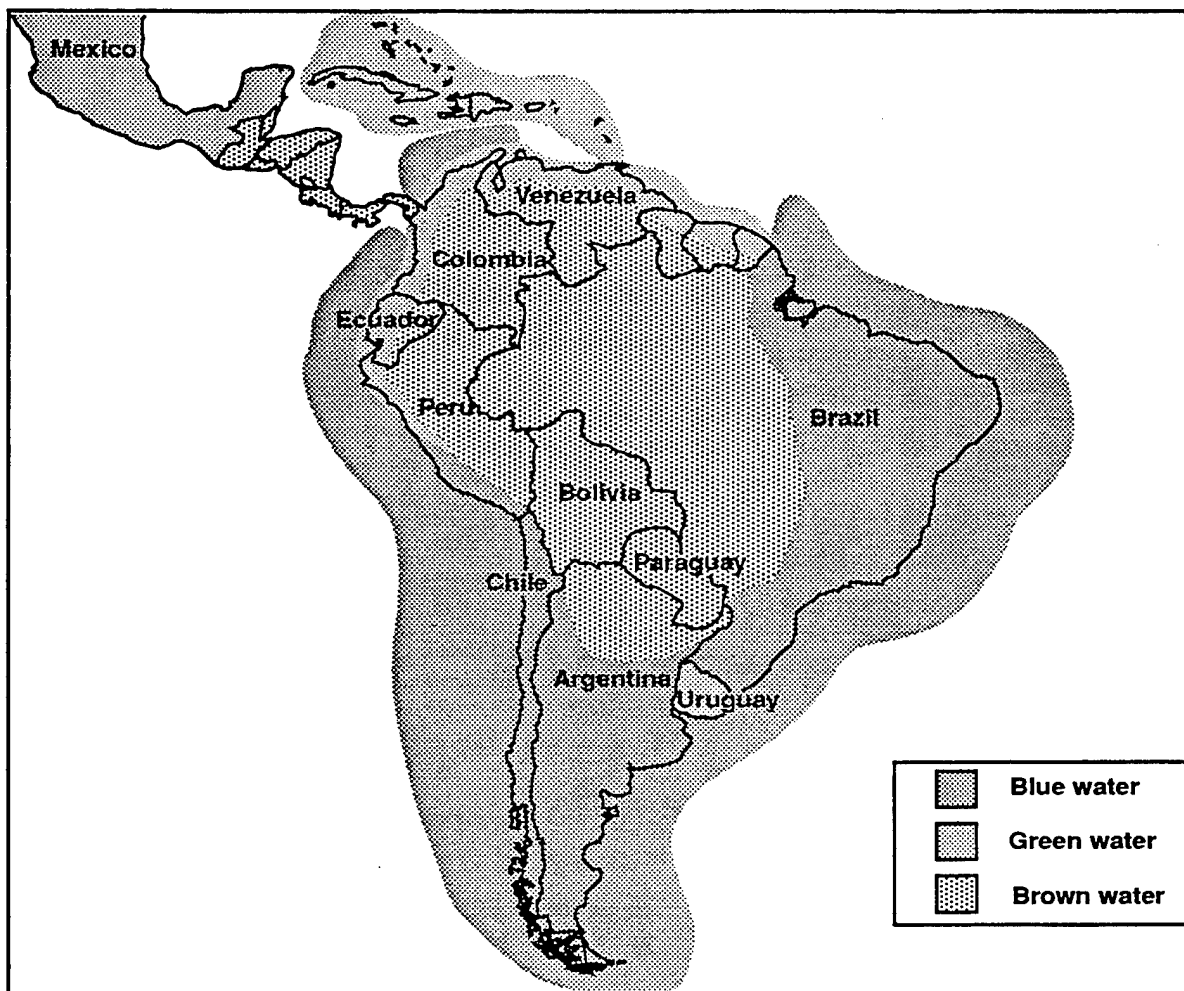 Mexico
Venezuela
Colombia
Ecuador
Peru
Brazil
Bolivia
Paraguay
Chile
Argentina
Uruguay
Blue water
Green water
Brown water